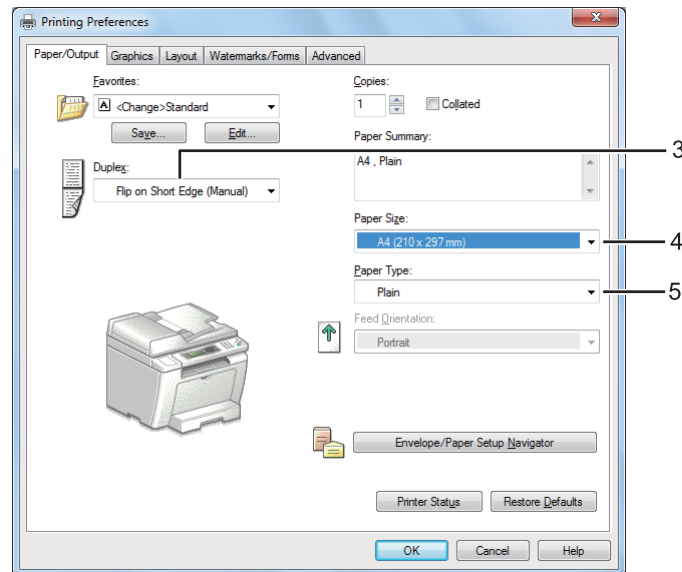 Printing Preferences
Paper/Output Graphics Layout Watermarks/Forms Advanced
Favorites:
A <Change>Standard
Save... Edit...
Duplex:
Flip on Short Edge (Manual)
Copies:
1 Collated
Paper Summary:
A4 , Plain
3
Paper Size:
A4 (210 x 297 mm)
4
Paper Type:
Plain
5
Feed Orientation:
Portrait
Envelope/Paper Setup Navigator
Printer Status Restore Defaults
OK Cancel Help